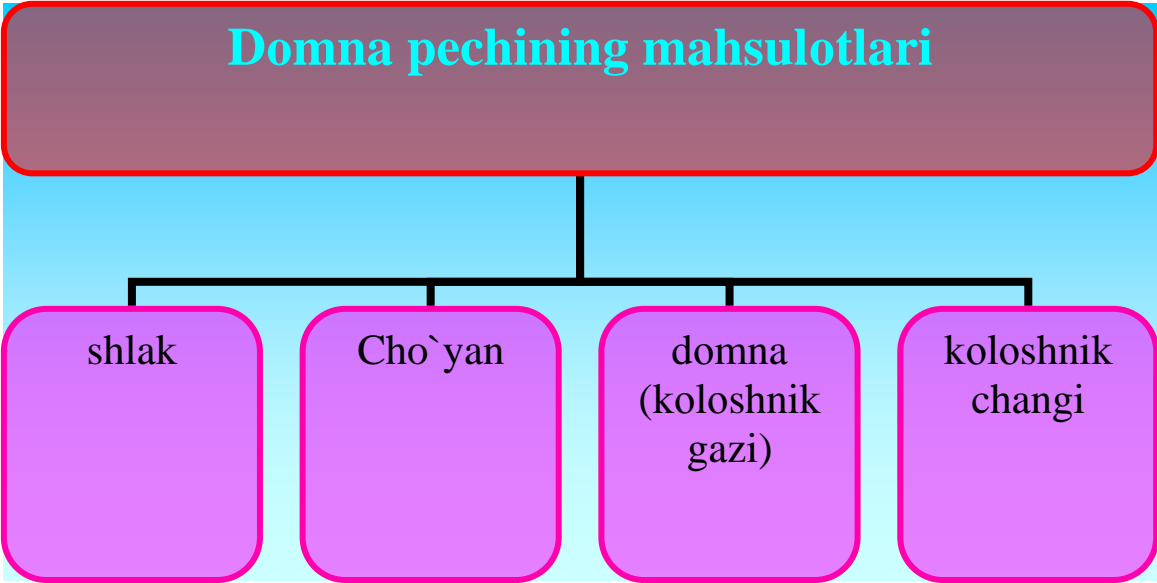 Domna pechining mahsulotlari
shlak
Cho`yan
domna
(koloshnik
gazi)
koloshnik
changi